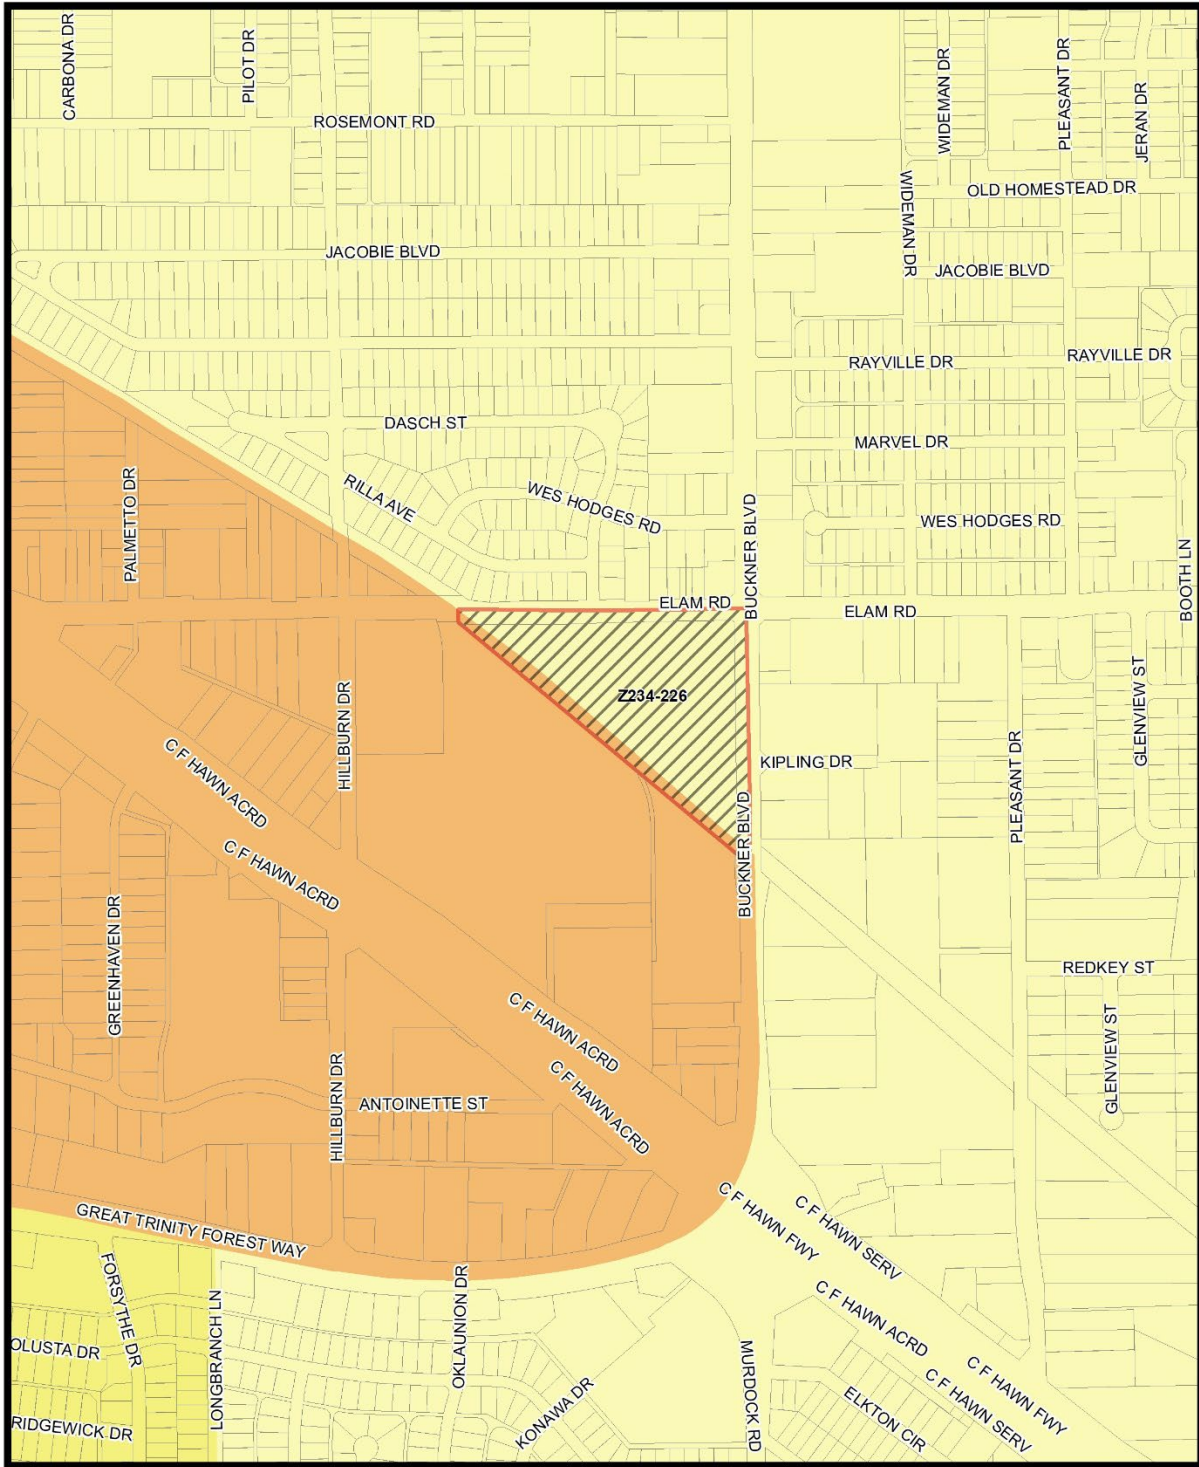 CARBONA DR
PILOT DR
WIDEMAN DR
PLEASANT DR
JERAN DR
ROSEMONT RD
OLD HOMESTEAD DR
WIDEMAN DR
JACOBIE BLVD
JACOBIE BLVD
RAYVILLE DR
RAYVILLE DR
DASCH ST
MARVEL DR
PALMETTO DR
RILLA AVE
WES HODGES RD
BUCKNER BLVD
WES HODGES RD
BOOTH LN
ELAM RD
ELAM RD
Z234-226
GLENVIEW ST
HILLBURN DR
C F HAWN ACRD
KIPLING DR
PLEASANT DR
BUCKNER BLVD
C F HAWN ACRD
GREENHAVEN DR
REDKEY ST
C F HAWN ACRD
GLENVIEW ST
HILLBURN DR
C F HAWN ACRD
ANTOINETTE ST
GREAT TRINITY FOREST WAY
C F HAWN FWY
C F HAWN SERV
FORSYTHE DR
LONGBRANCH LN
OKLAUNION DR
C F HAWN ACRD
OLUSTA DR
MURDOCK RD
C F HAWN FWY
C F HAWN SERV
KONAWA DR
ELKTON CIR
RIDGEWICK DR